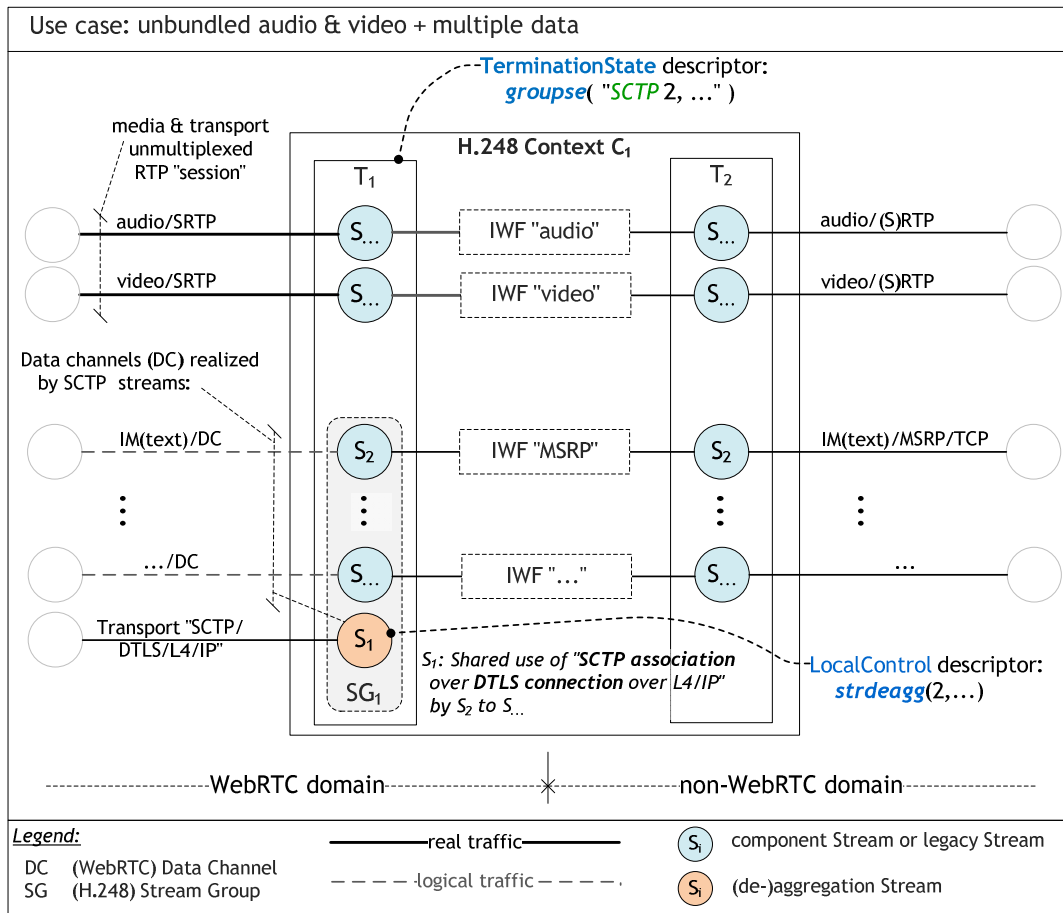 Use case: unbundled audio & video + multiple data
TerminationState descriptor:
groupse( "SCTP 2, ..." )
media & transport
unmultiplexed
RTP "session"
H.248 Context C1
T1
T2
audio/SRTP
S...
IWF "audio"
S...
audio/(S)RTP
video/SRTP
S...
IWF "video"
S...
video/(S)RTP
Data channels (DC) realized
by SCTP streams:
IM(text)/DC
S2
IWF "MSRP"
S2
IM(text)/MSRP/TCP
.../DC
S...
IWF "..."
S...
...
Transport "SCTP/
DTLS/L4/IP"
S1
SG1
S1: Shared use of "SCTP association
over DTLS connection over L4/IP"
by S2 to S...
LocalControl descriptor:
strdeagg(2,...)
WebRTC domain
non-WebRTC domain
Legend:
DC (WebRTC) Data Channel
SG (H.248) Stream Group
real traffic
logical traffic
Si component Stream or legacy Stream
Si (de-)aggregation Stream